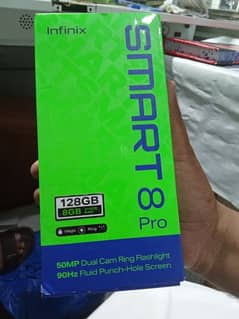 Infinix
SMART 8
Pro
128GB
8GB
50MP Dual Cam Ring Flashlight
90Hz Fluid Punch-Hole Screen